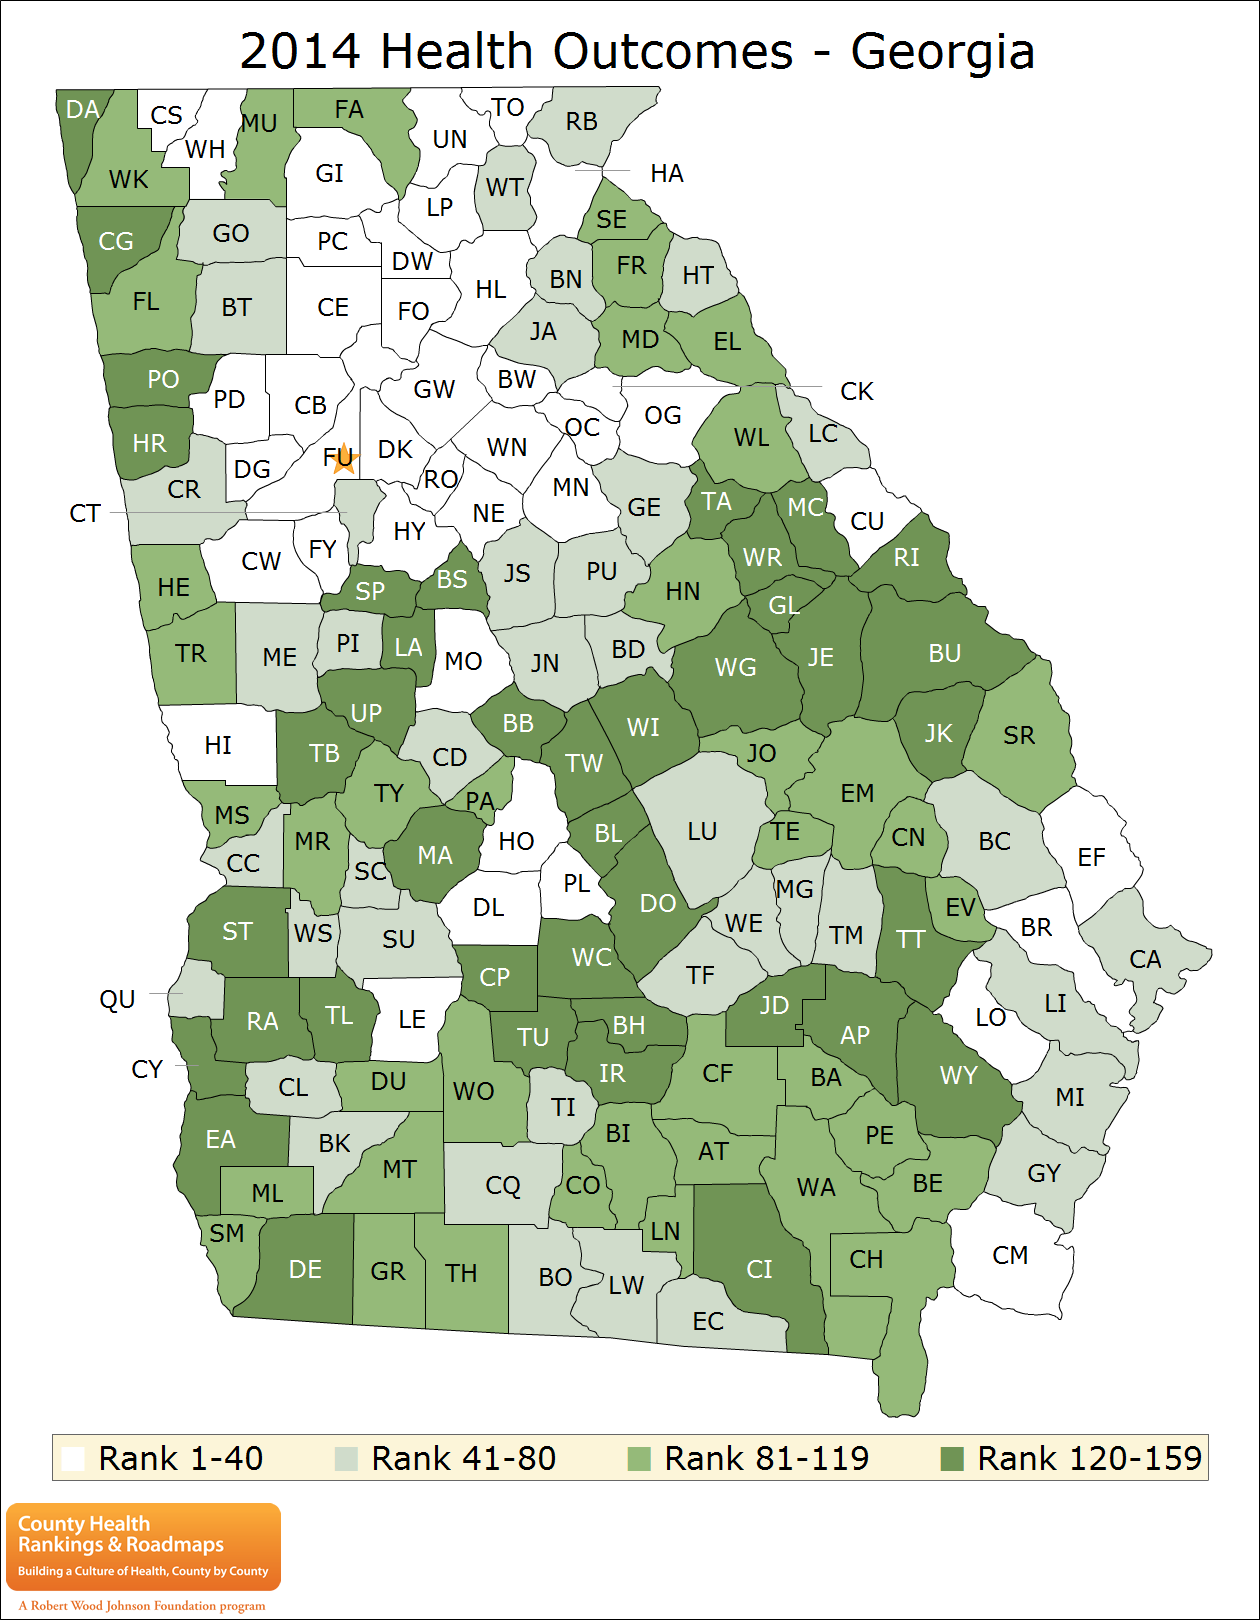 2014 Health Outcomes - Georgia
DA CS MU FA UN TO RB
WH
WK GI LP WT HA
SE
CG GO PC DW BN FR HT
FL BT CE FO HL JA MD EL
PO PD CB GW BW CK
OG
HR DG FU DK RO WN OC WL LC
CR MN GE TA MC CU
CT HY NE
CW FY JS PU WR RI
HE SP BS HN GL
TR ME PI LA MO JN BD WG JE BU
HI UP TB CD BB TW WI JO JK SR
MS TY PA EM
CC MR SC MA HO BL LU TE CN BC EF
ST WS SU DL PL DO WE MG TM TT EV BR CA
QU CP WC TF
RA TL LE TU BH JD AP LO LI
CY CL DU WO IR CF BA WY MI
EA BK TI BI PE
ML MT CQ CO AT WA BE GY
SM LN
DE GR TH BO LW CI CH CM
EC
Rank 1-40 Rank 41-80 Rank 81-119 Rank 120-159
County Health
Rankings & Roadmaps
Building a Culture of Health, County by County
A Robert Wood Johnson Foundation program